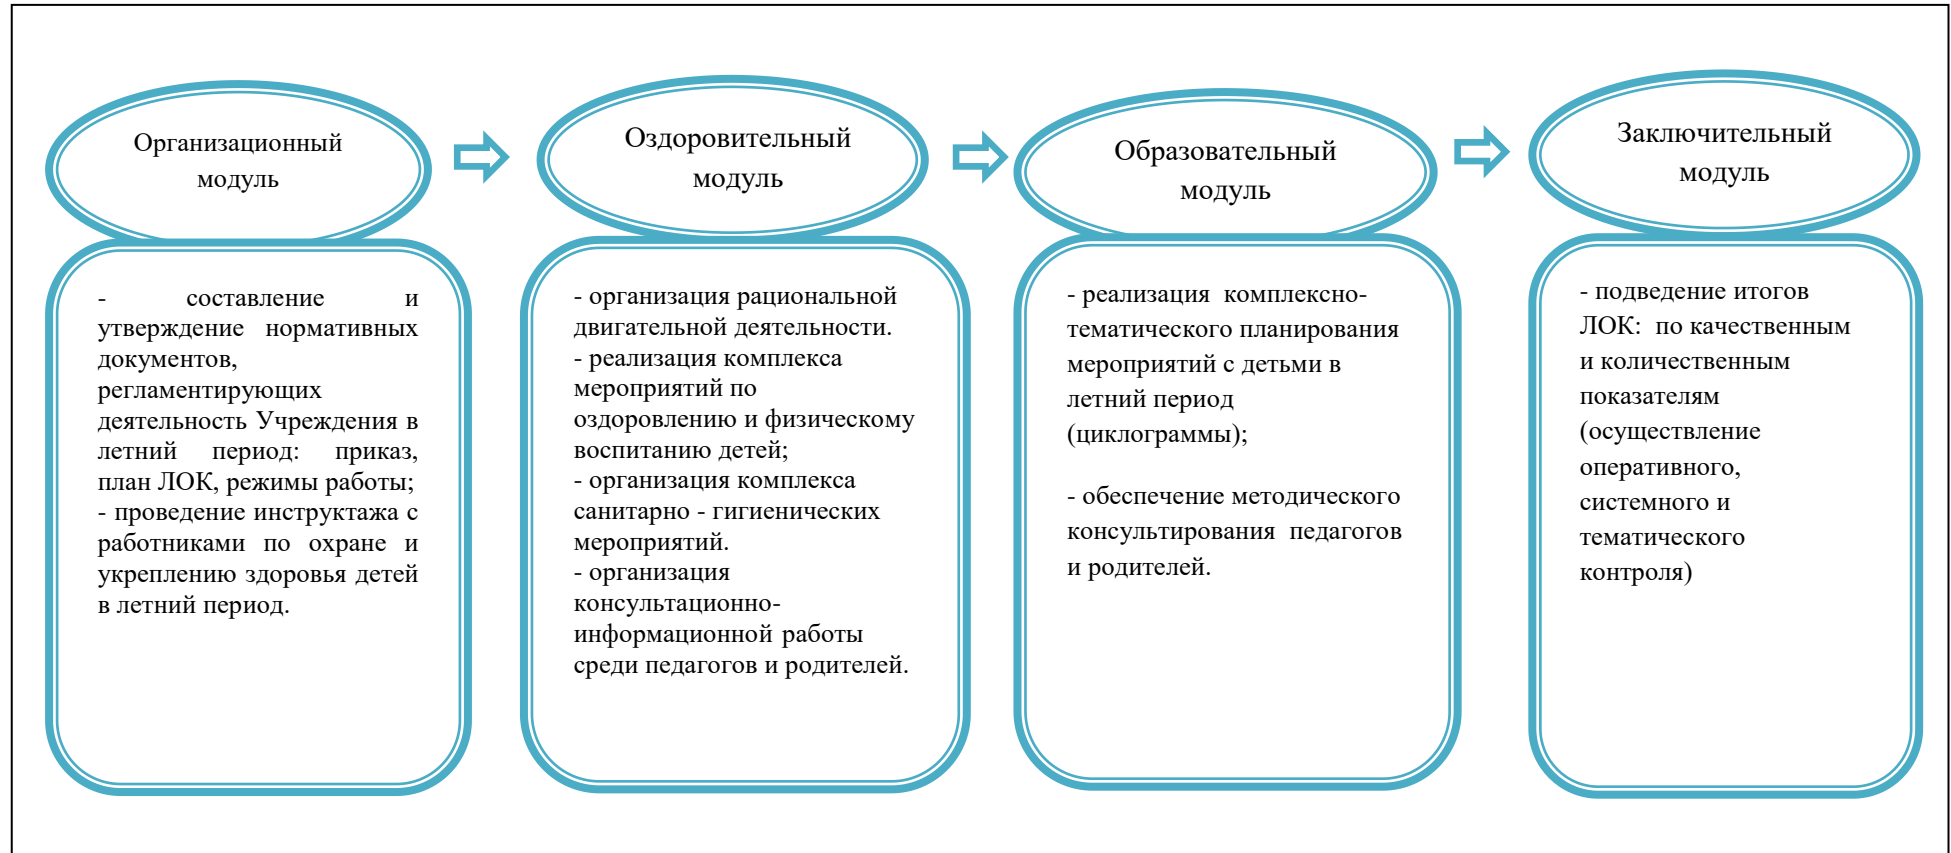 Организационный
модуль
- составление и
утверждение нормативных
документов,
регламентирующих
деятельность Учреждения в
летний период: приказ,
план ЛОК, режимы работы;
- проведение инструктажа с
работниками по охране и
укреплению здоровья детей
в летний период.
Оздоровительный
модуль
- организация рациональной
двигательной деятельности.
- реализация комплекса
мероприятий по
оздоровлению и физическому
воспитанию детей;
- организация комплекса
санитарно - гигиенических
мероприятий.
- организация
консультационно-
информационной работы
среди педагогов и родителей.
Образовательный
модуль
- реализация комплексно-
тематического планирования
мероприятий с детьми в
летний период
(циклограммы);
- обеспечение методического
консультирования педагогов
и родителей.
Заключительный
модуль
- подведение итогов
ЛОК: по качественным
и количественным
показателям
(осуществление
оперативного,
системного и
тематического
контроля)